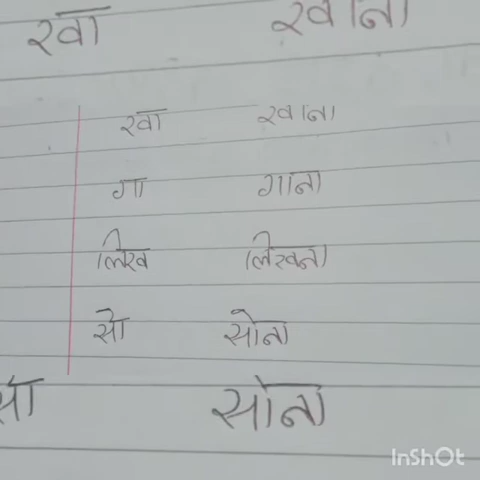 खा खाना
खा खाना
गा गाना
लिख लिखना
सो सोना
सोना
InShOt